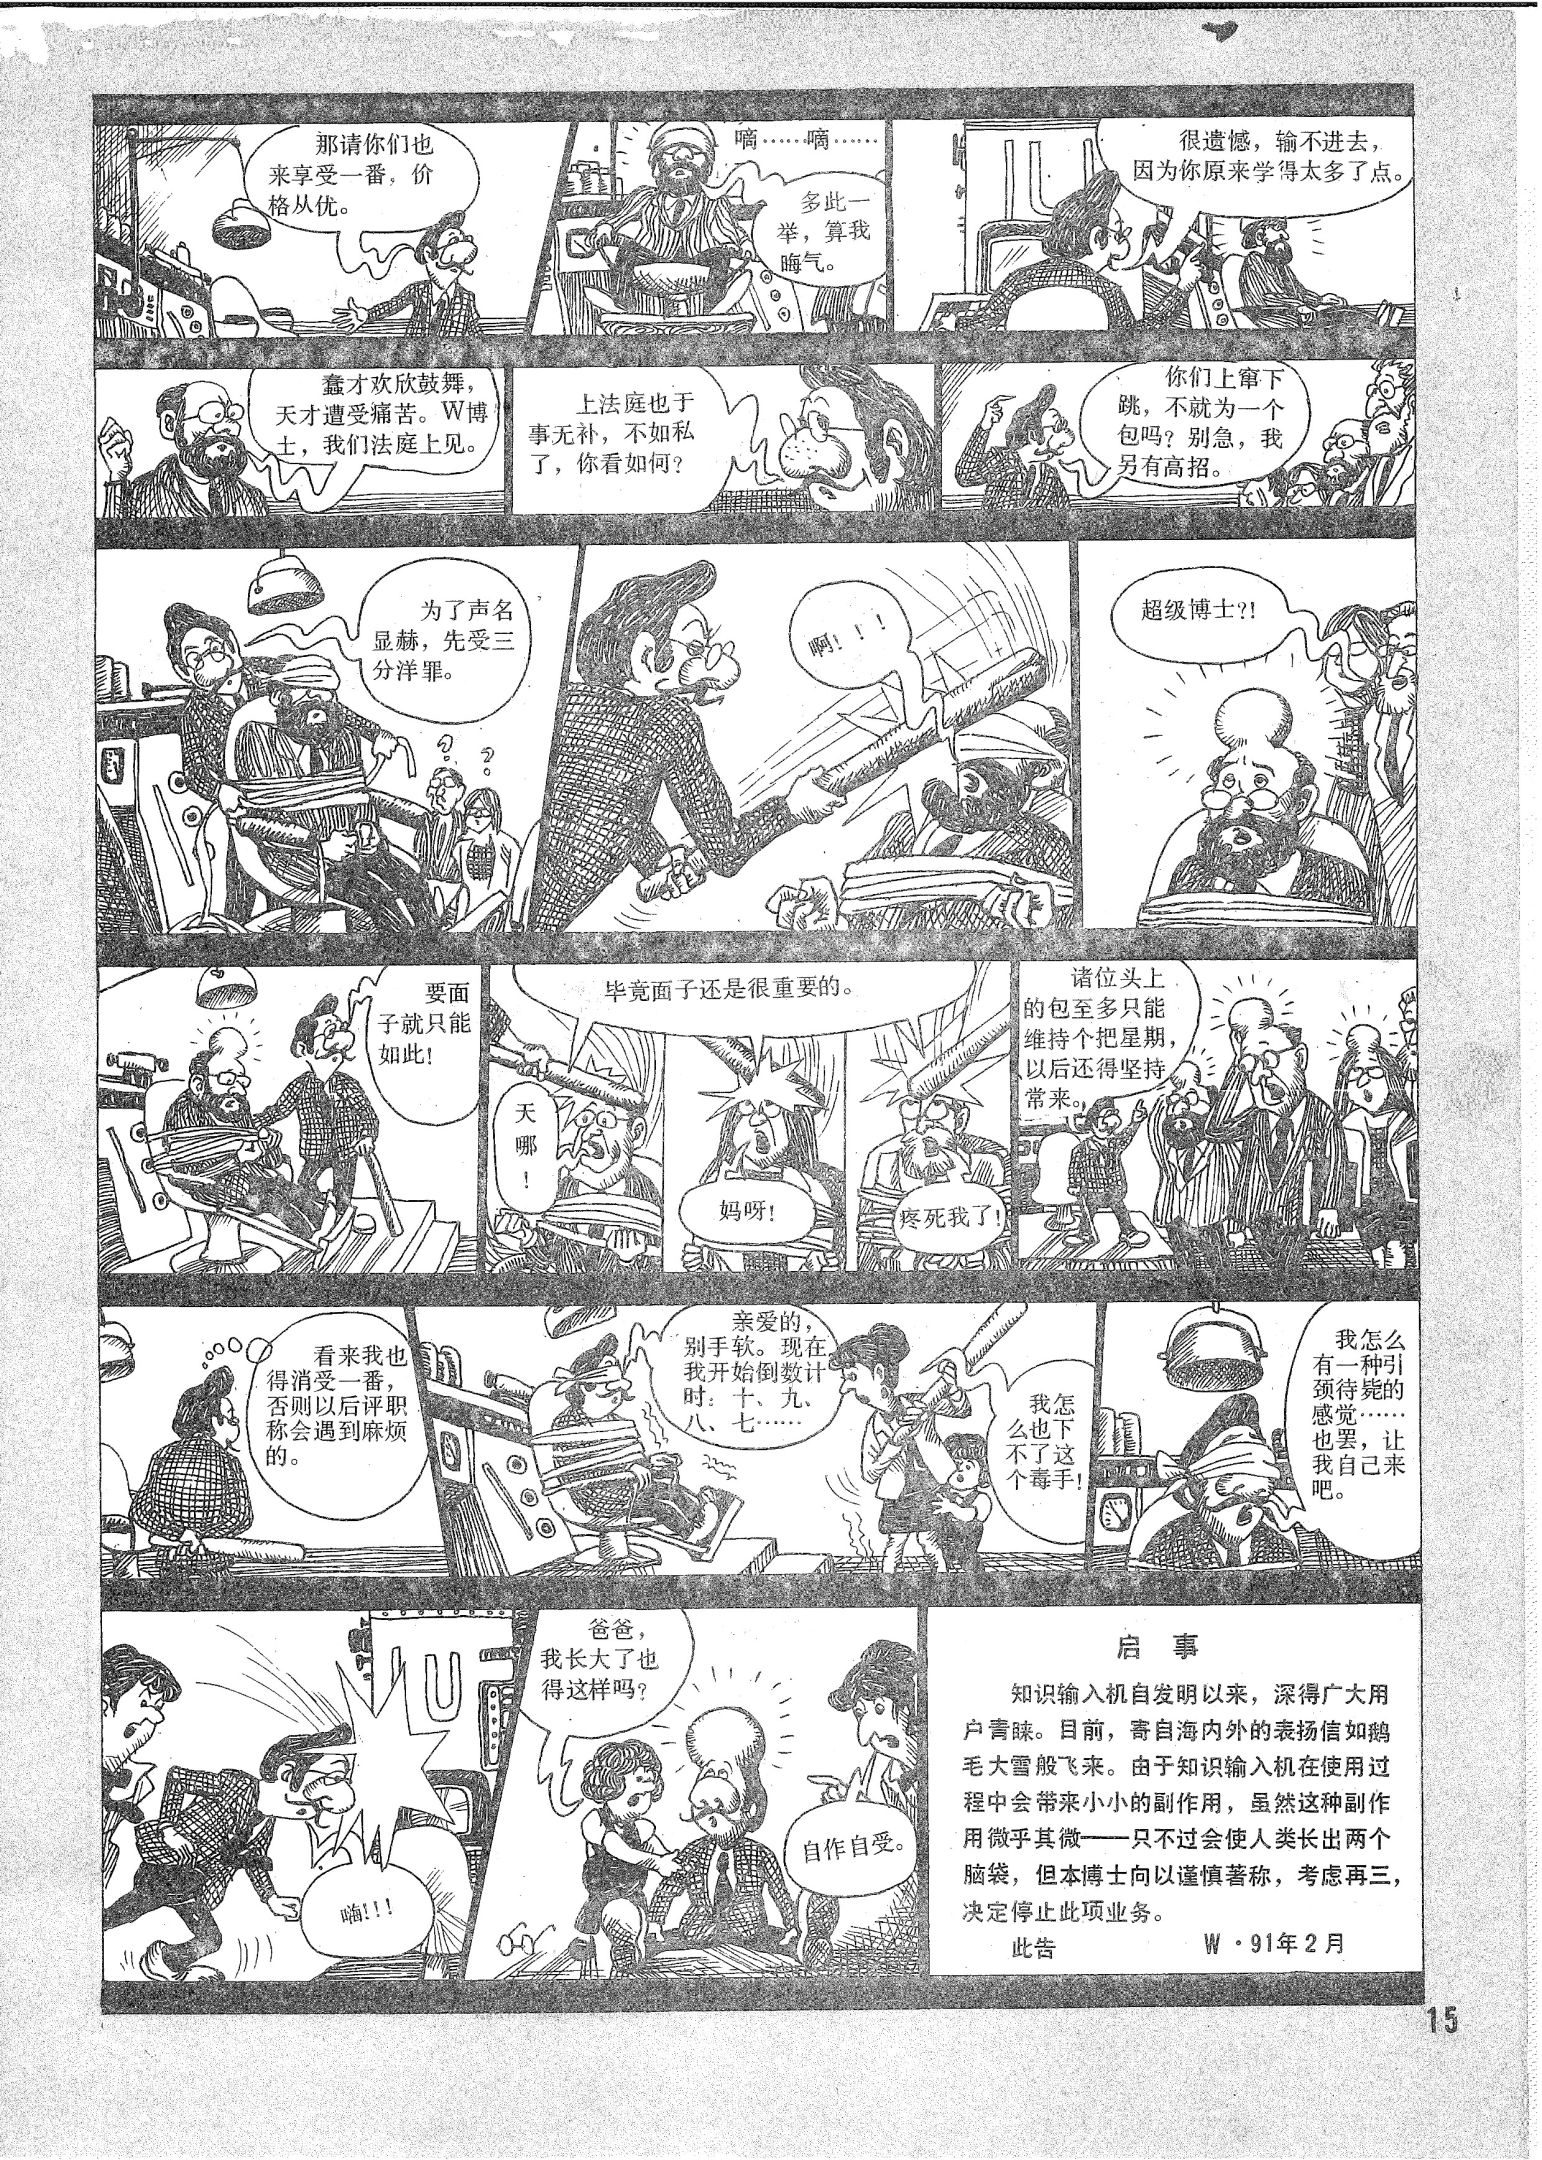 那请你们也
来享受一番，价
格从优。
嘀……嘀……
多此一
举，算我
晦气。
很遗憾，输不进去，
因为你原来学得太多了点。
蠢才欢欣鼓舞，
天才遭受痛苦。W博
士，我们法庭上见。
上法庭也于
事无补，不如私
了，你看如何？
你们上窜下
跳，不就为一个
包吗？别急，我
另有高招。
为了声名
显赫，先受三
分洋罪。
啊！！！
超级博士？！
要面
子就只能
如此！
毕竟面子还是很重要的。
天
哪
！
妈呀！
疼死我了！
诸位头上
的包至多只能
维持个把星期，
以后还得坚持
常来。
看来我也
得消受一番，
否则以后评职
称会遇到麻烦
的。
亲爱的，
别手软。现在
我开始倒数计
时：十、九、
八、七……
我怎
么也下
不了这
个毒手！
我怎么
有一种引
颈待毙的
感觉……
也罢，让
我自己来
吧。
嗨！！！
爸爸，
我长大了也
得这样吗？
自作自受。
启 事
知识输入机自发明以来，深得广大用
户青睐。目前，寄自海内外的表扬信如鹅
毛大雪般飞来。由于知识输入机在使用过
程中会带来小小的副作用，虽然这种副作
用微乎其微——只不过会使人类长出两个
脑袋，但本博士向以谨慎著称，考虑再三，
决定停止此项业务。
此告 W·91年2月
15